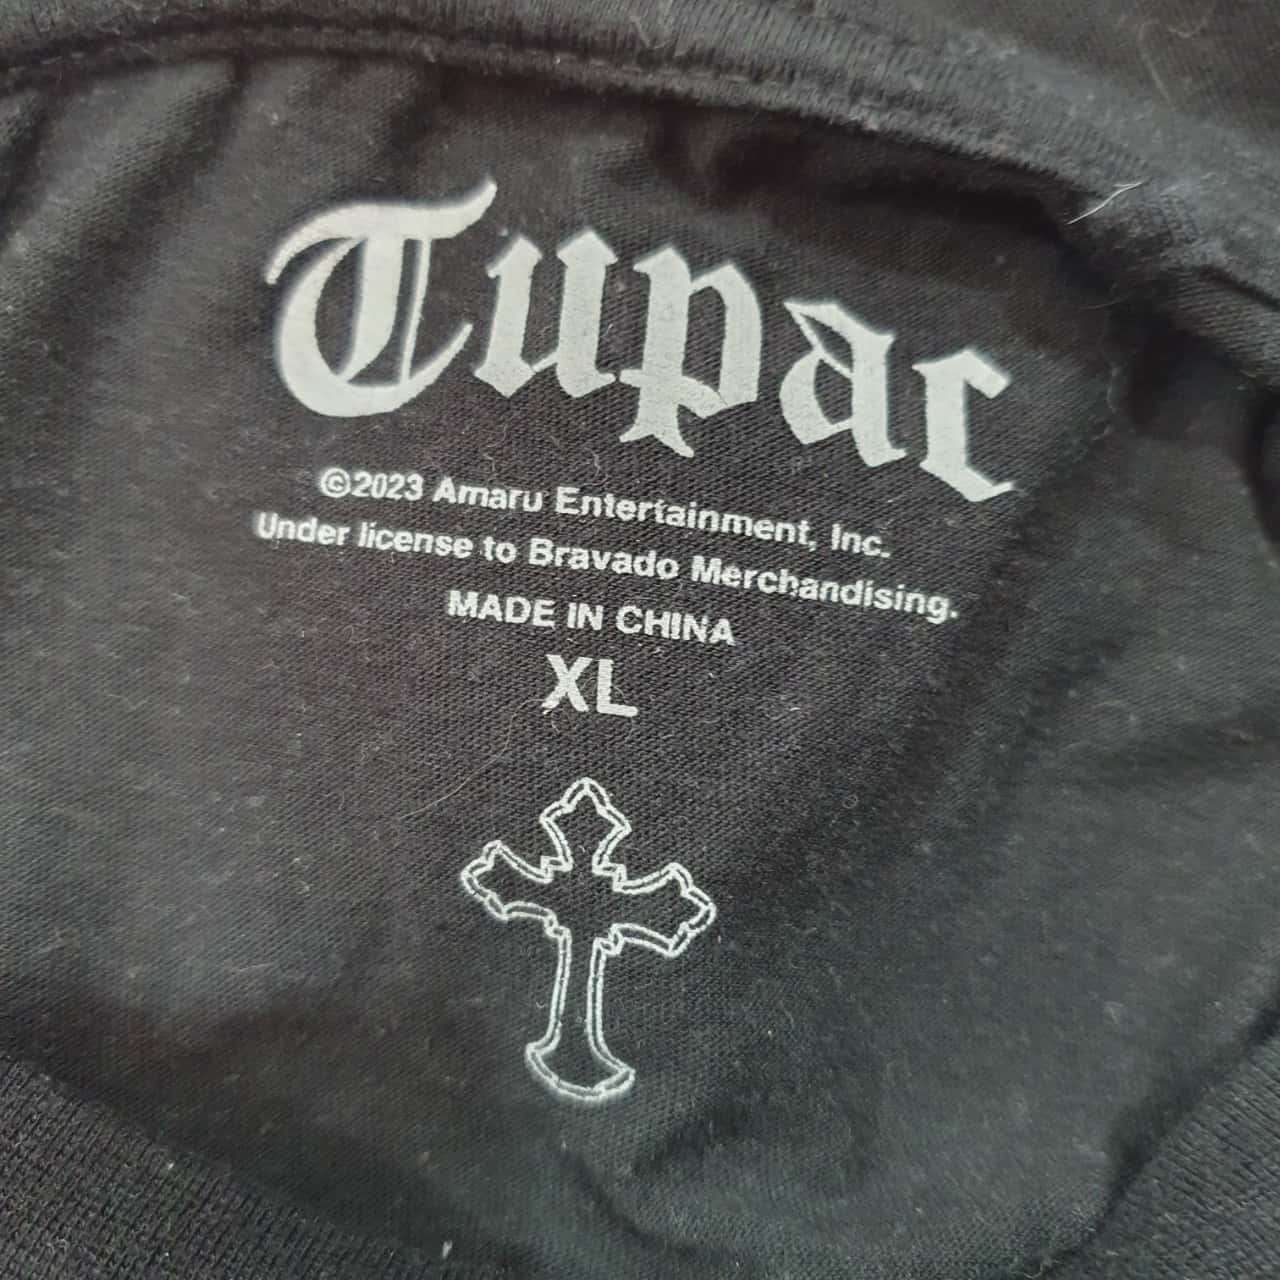 Tupac
©2023 Amaru Entertainment, Inc.
Under license to Bravado Merchandising.
MADE IN CHINA
XL